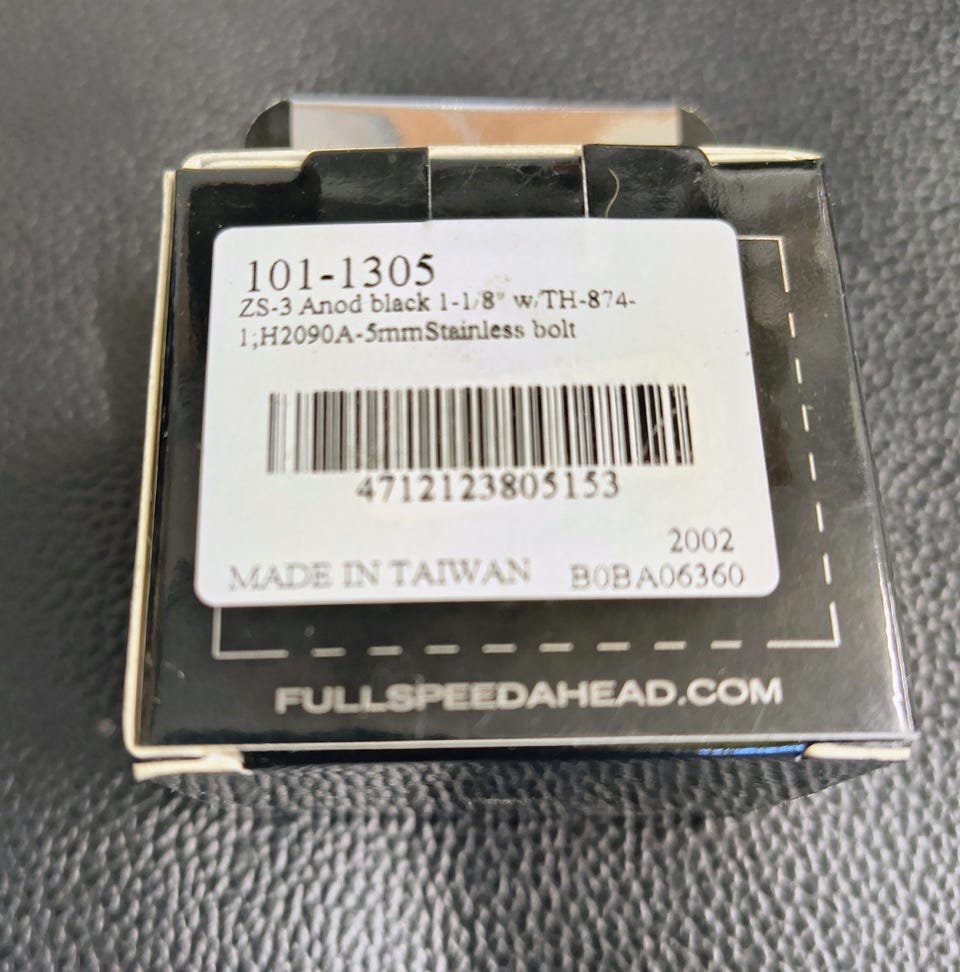 101-1305
ZS-3 Anod black 1-1/8" w/TH-874-
1;H2090A-5mmStainless bolt
4712123805153
2002
MADE IN TAIWAN B0BA06360
FULLSPEEDAHEAD.COM